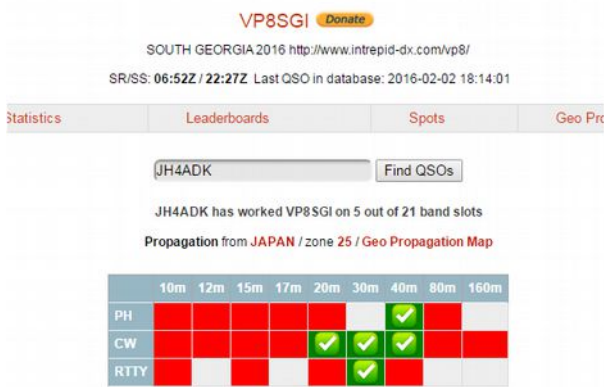 VP8SGI Donate
SOUTH GEORGIA 2016 http://www.intrepid-dx.com/vp8/
SR/SS: 06:52Z / 22:27Z Last QSO in database: 2016-02-02 18:14:01
Statistics Leaderboards Spots Geo Pro
JH4ADK Find QSOs
JH4ADK has worked VP8SGI on 5 out of 21 band slots
Propagation from JAPAN / zone 25 / Geo Propagation Map
10m 12m 15m 17m 20m 30m 40m 80m 160m
PH
CW
RTTY